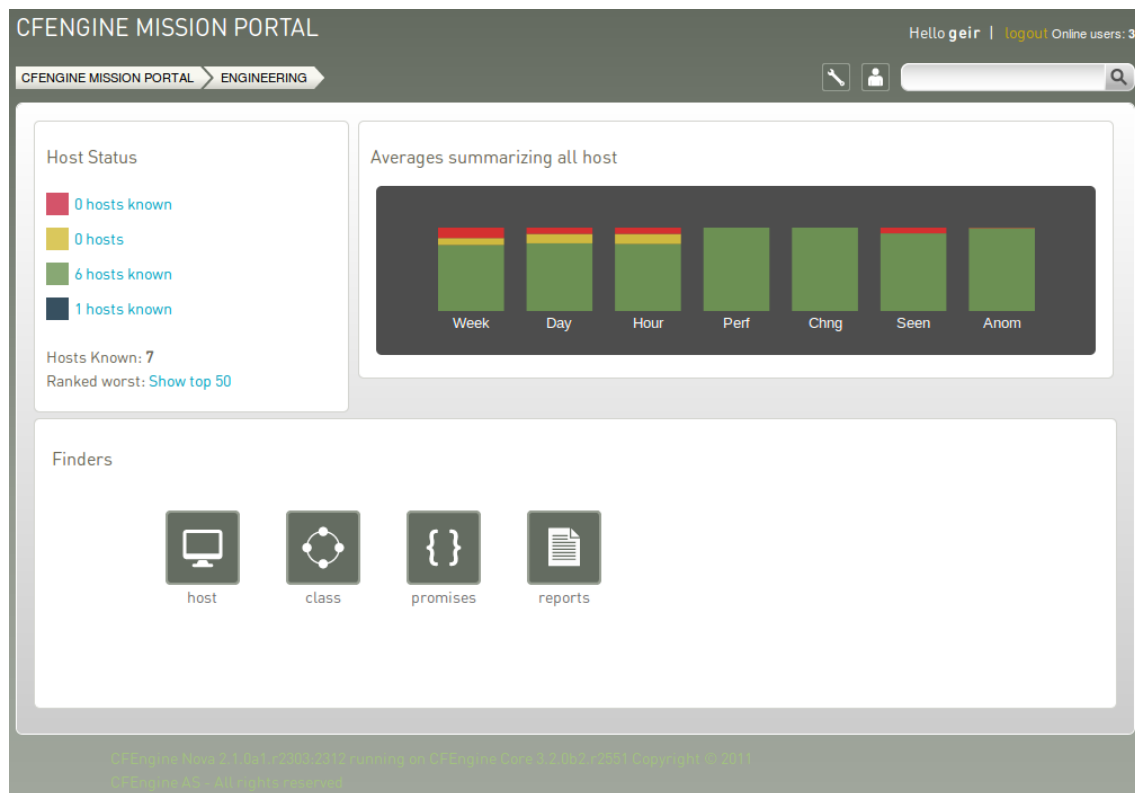 CFENGINE MISSION PORTAL
Hello geir | logout Online users: 3
CFENGINE MISSION PORTAL ENGINEERING
Host Status
0 hosts known
0 hosts
6 hosts known
1 hosts known
Hosts Known: 7
Ranked worst: Show top 50
Averages summarizing all host
Week Day Hour Perf Chng Seen Anom
Finders
host class promises reports
CFEngine Nova 2.1.0a1.r2303:2312 running on CFEngine Core 3.2.0b2.r2551 Copyright © 2011
CFEngine AS - All rights reserved